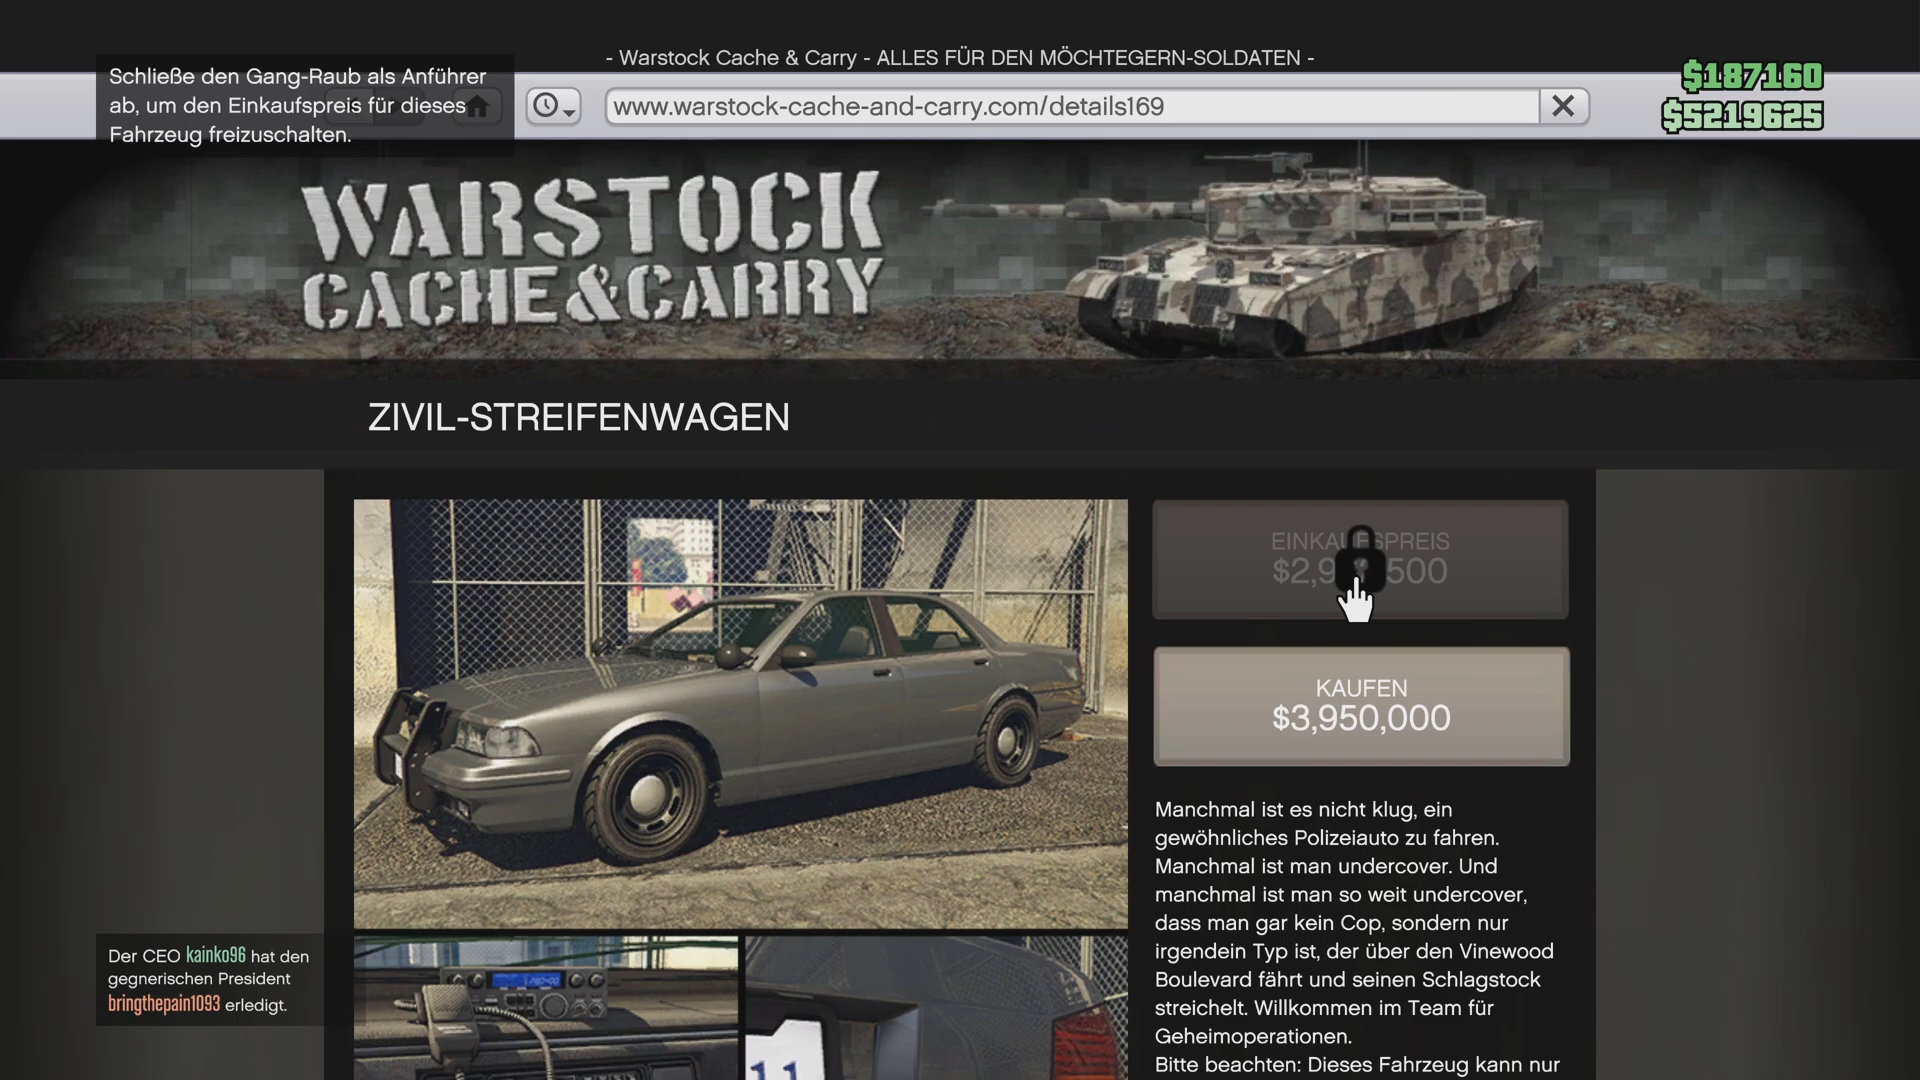 - Warstock Cache & Carry - ALLES FÜR DEN MÖCHTEGERN-SOLDATEN -
Schließe den Gang-Raub als Anführer
ab, um den Einkaufspreis für dieses
Fahrzeug freizuschalten.
www.warstock-cache-and-carry.com/details169
$187160
$5219625
WARSTOCK
CACHE & CARRY
ZIVIL-STREIFENWAGEN
EINKAUFSPREIS
KAUFEN
$3,950,000
Manchmal ist es nicht klug, ein
gewöhnliches Polizeiauto zu fahren.
Manchmal ist man undercover. Und
manchmal ist man so weit undercover,
dass man gar kein Cop, sondern nur
irgendein Typ ist, der über den Vinewood
Boulevard fährt und seinen Schlagstock
streichelt. Willkommen im Team für
Geheimoperationen.
Bitte beachten: Dieses Fahrzeug kann nur
Der CEO kainko96 hat den
gegnerischen President
bringthepain1093 erledigt.